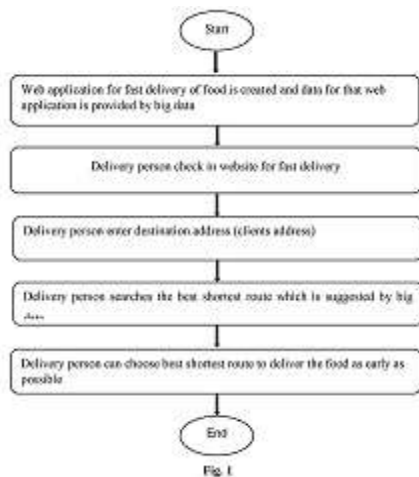 Start
Web application for fast delivery of food is created and data for that web
application is provided by big data
Delivery person check in website for fast delivery
Delivery person enter destination address (clients address)
Delivery person searches the best shortest route which is suggested by big
Delivery person can choose best shortest route to deliver the food as early as
possible
End
Fig. 1